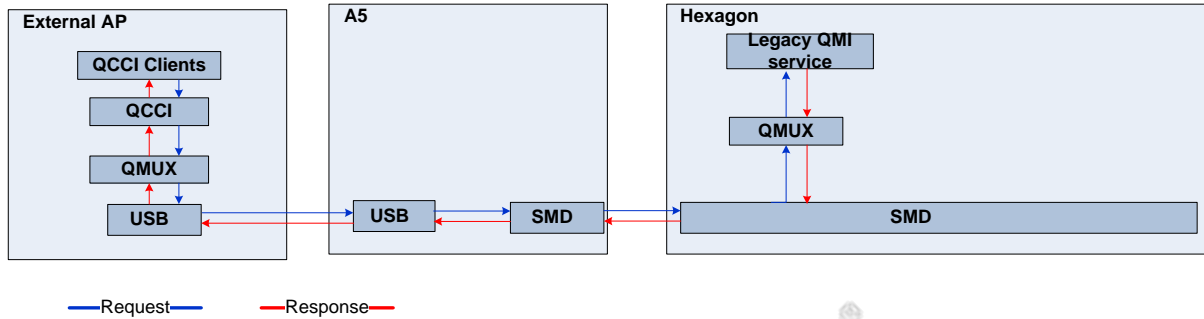 External AP
QCCI Clients
QCCI
QMUX
USB
A5
USB
SMD
Hexagon
Legacy QMI
service
QMUX
SMD
Request
Response